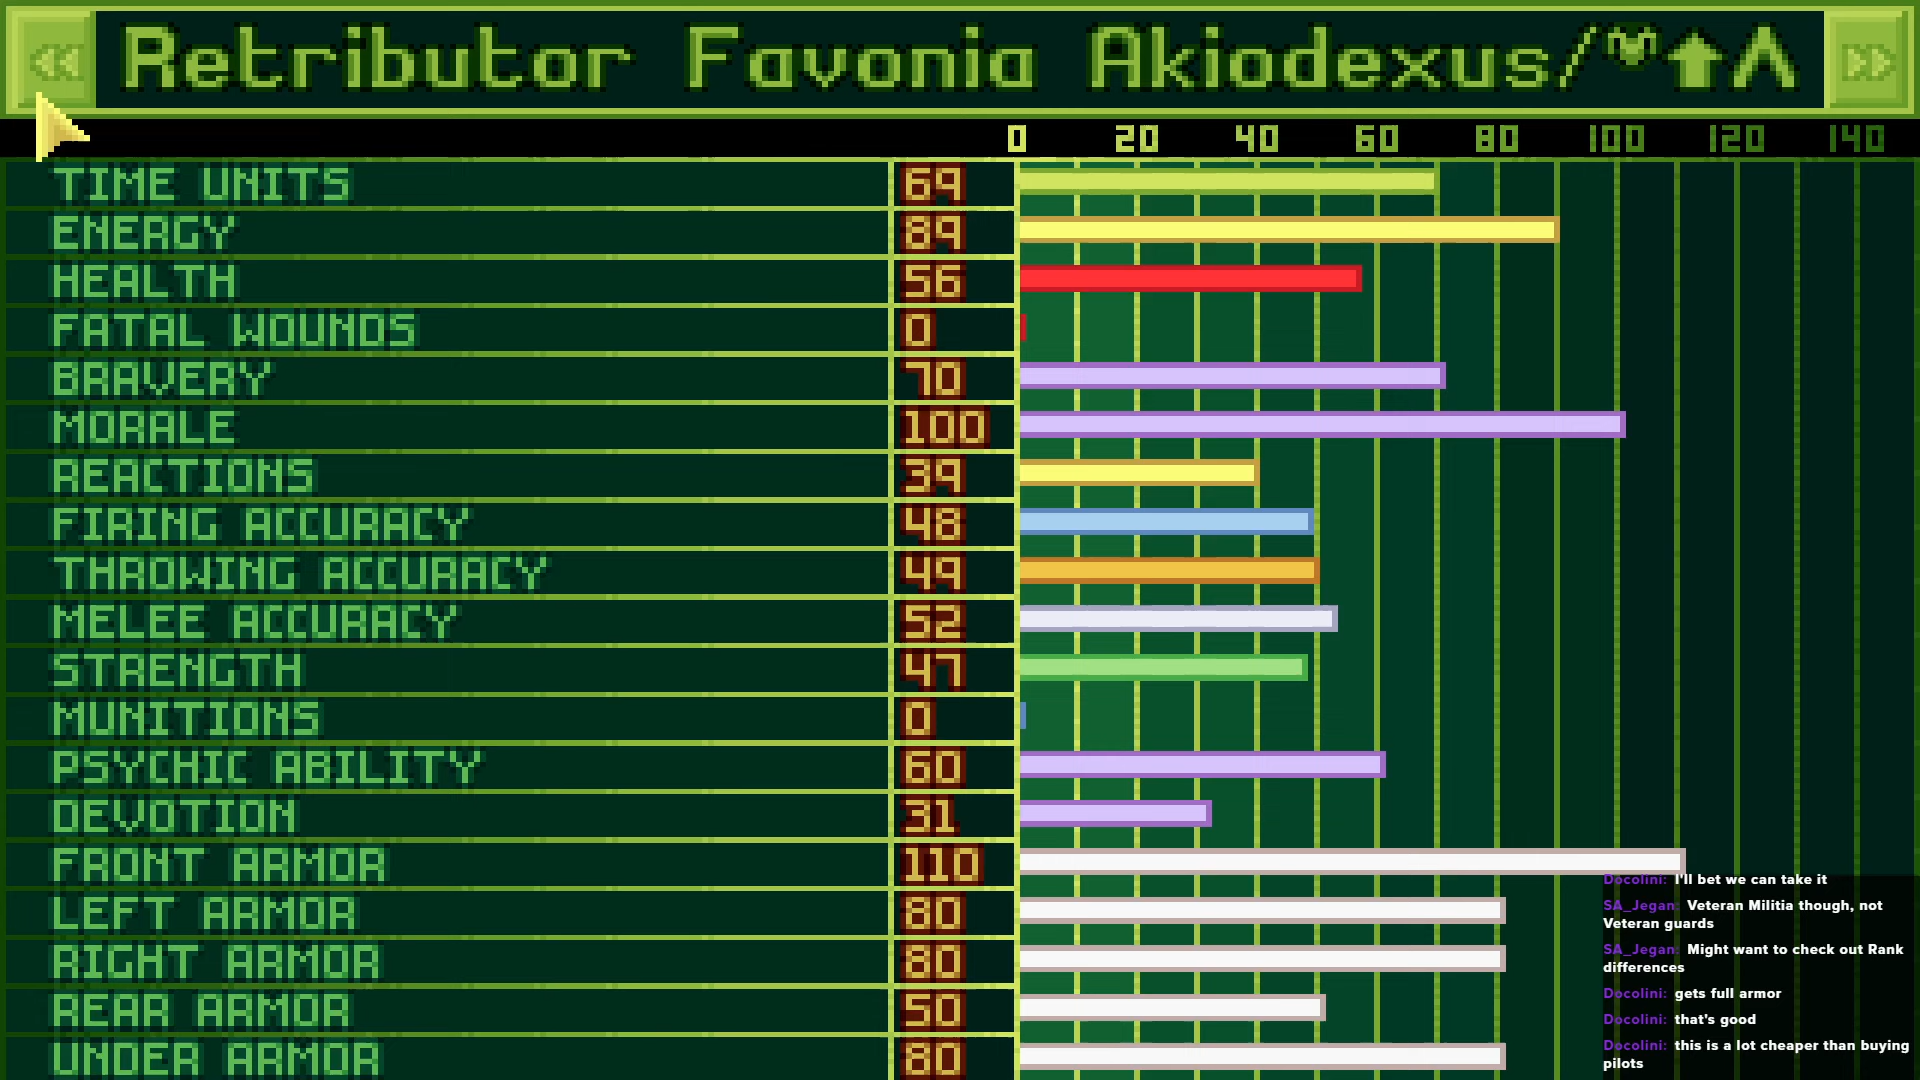 Retributor Favonia Akiodexus/♥↑Λ
0 20 40 60 80 100 120 140
TIME UNITS 69
ENERGY 89
HEALTH 56
FATAL WOUNDS 0
BRAVERY 70
MORALE 100
REACTIONS 39
FIRING ACCURACY 48
THROWING ACCURACY 49
MELEE ACCURACY 52
STRENGTH 47
MUNITIONS 0
PSYCHIC ABILITY 60
DEVOTION 31
FRONT ARMOR 110
LEFT ARMOR 80
RIGHT ARMOR 80
REAR ARMOR 50
UNDER ARMOR 80
Docolini: I'll bet we can take it
SA_Jegan: Veteran Militia though, not
Veteran guards
SA_Jegan: Might want to check out Rank
differences
Docolini: gets full armor
Docolini: that's good
Docolini: this is a lot cheaper than buying
pilots